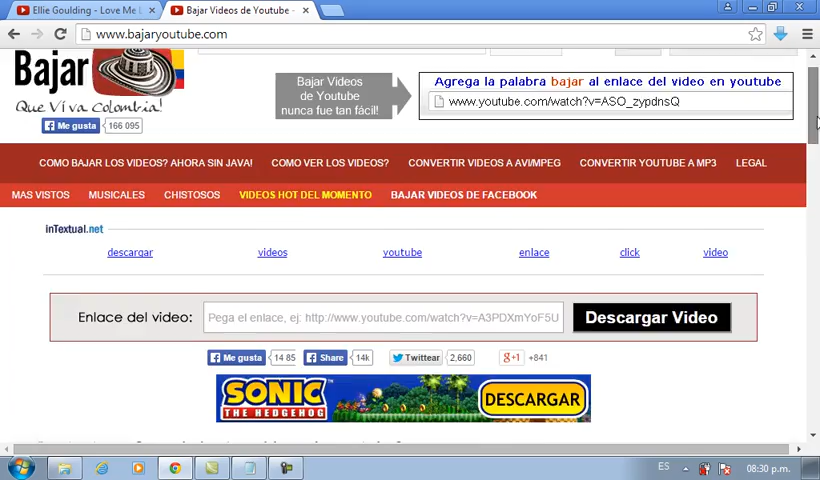 Ellie Goulding - Love Me
Bajar Videos de Youtube -
www.bajaryoutube.com
Bajar
Que Viva Colombia!
Me gusta 166 095
Bajar Videos
de Youtube
nunca fue tan fácil!
Agrega la palabra bajar al enlace del video en youtube
www.youtube.com/watch?v=ASO_zypdnsQ
COMO BAJAR LOS VIDEOS? AHORA SIN JAVA! COMO VER LOS VIDEOS? CONVERTIR VIDEOS A AVI/MPEG CONVERTIR YOUTUBE A MP3 LEGAL
MAS VISTOS MUSICALES CHISTOSOS VIDEOS HOT DEL MOMENTO BAJAR VIDEOS DE FACEBOOK
inTextual.net
descargar videos youtube enlace click video
Enlace del video: Pega el enlace, ej: http://www.youtube.com/watch?v=A3PDXmYoF5U Descargar Video
Me gusta 14 85 Share 14k Twittear 2,660 g+1 +841
SONIC
THE HEDGEHOG
DESCARGAR
ES 08:30 p.m.